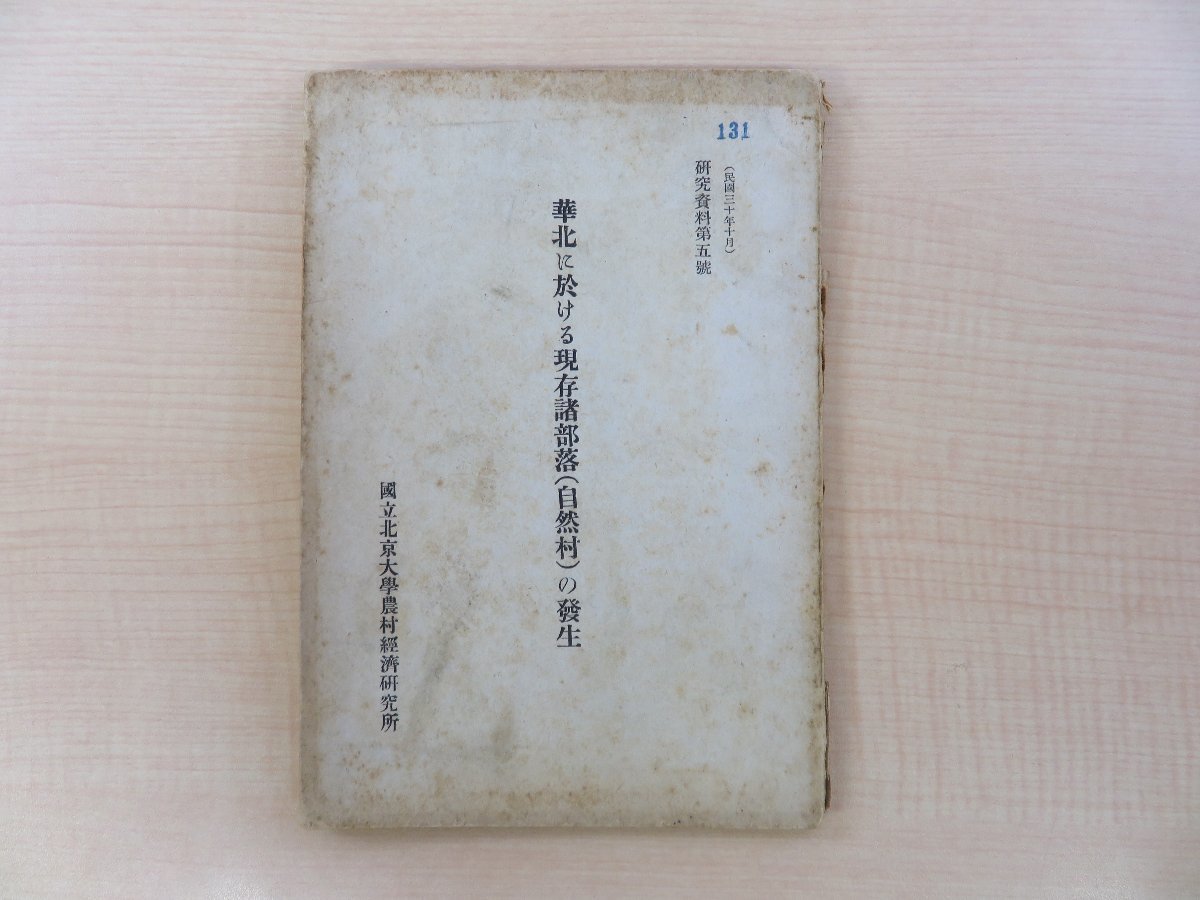 131
(民國三十年十月)
硏究資料第五號
華北に於ける現存諸部落(自然村)の發生
國立北京大學農村經濟硏究所